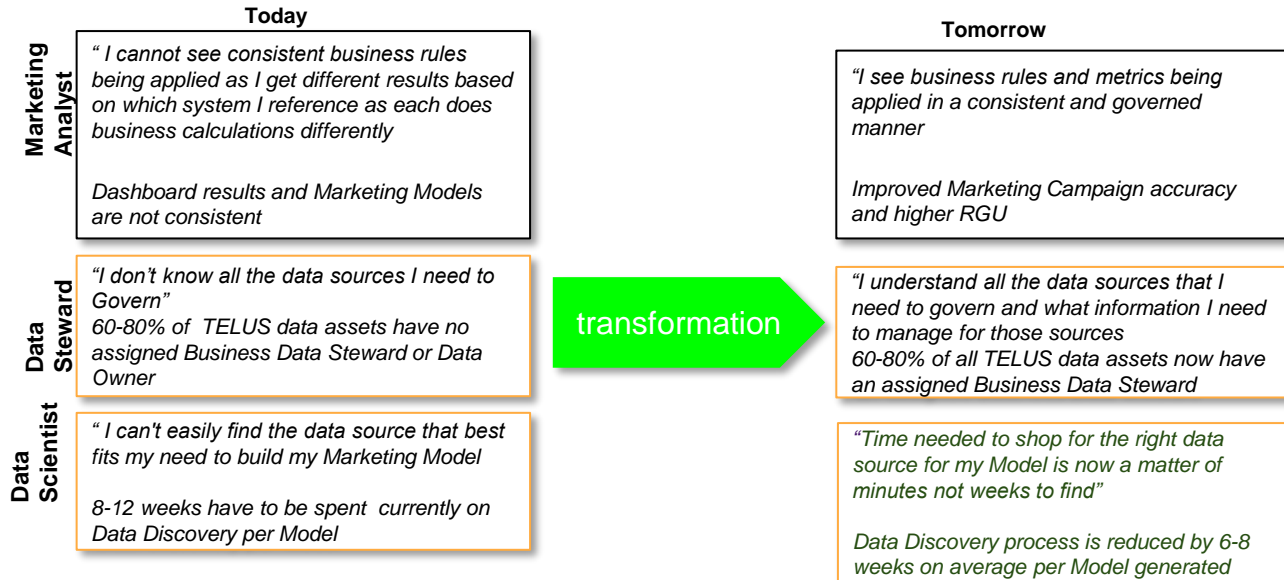 Today
Tomorrow
Marketing
Analyst
“ I cannot see consistent business rules
being applied as I get different results based
on which system I reference as each does
business calculations differently
Dashboard results and Marketing Models
are not consistent
“I see business rules and metrics being
applied in a consistent and governed
manner
Improved Marketing Campaign accuracy
and higher RGU
Data
Steward
“I don’t know all the data sources I need to
Govern”
60-80% of  TELUS data assets have no
assigned Business Data Steward or Data
Owner
transformation
“I understand all the data sources that I
need to govern and what information I need
to manage for those sources
60-80% of all TELUS data assets now have
an assigned Business Data Steward
Data
Scientist
“ I can't easily find the data source that best
fits my need to build my Marketing Model
8-12 weeks have to be spent  currently on
Data Discovery per Model
“Time needed to shop for the right data
source for my Model is now a matter of
minutes not weeks to find”
Data Discovery process is reduced by 6-8
weeks on average per Model generated